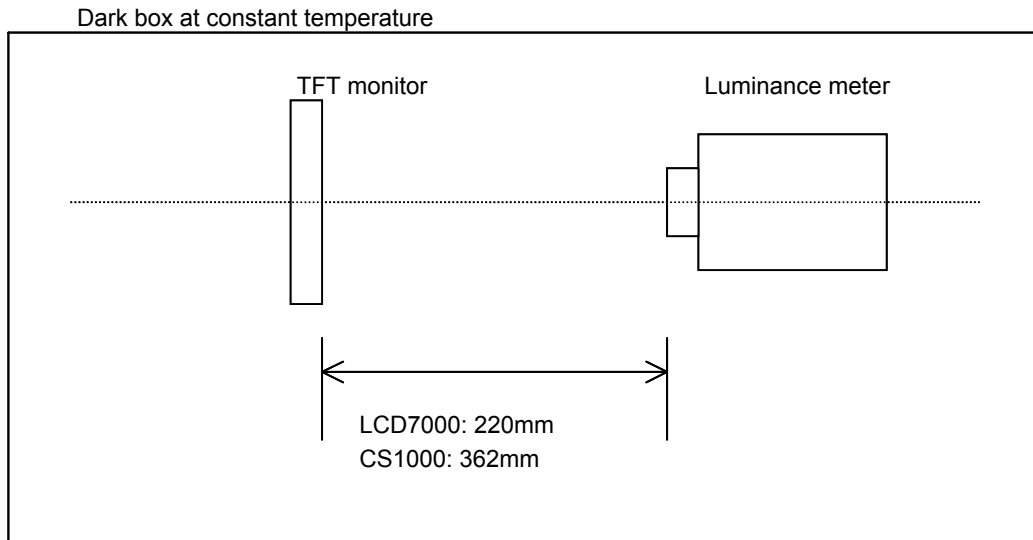 Dark box at constant temperature
TFT monitor
Luminance meter
LCD7000: 220mm
CS1000: 362mm